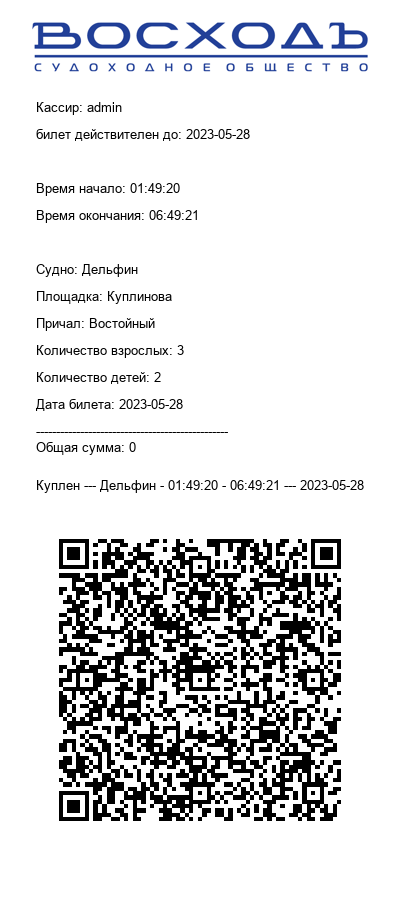 ВОСХОДЪ
СУДОХОДНОЕ ОБЩЕСТВО
Кассир: admin
билет действителен до: 2023-05-28
Время начало: 01:49:20
Время окончания: 06:49:21
Судно: Дельфин
Площадка: Куплинова
Причал: Востойный
Количество взрослых: 3
Количество детей: 2
Дата билета: 2023-05-28
------------------------------------------------
Общая сумма: 0
Куплен --- Дельфин - 01:49:20 - 06:49:21 --- 2023-05-28